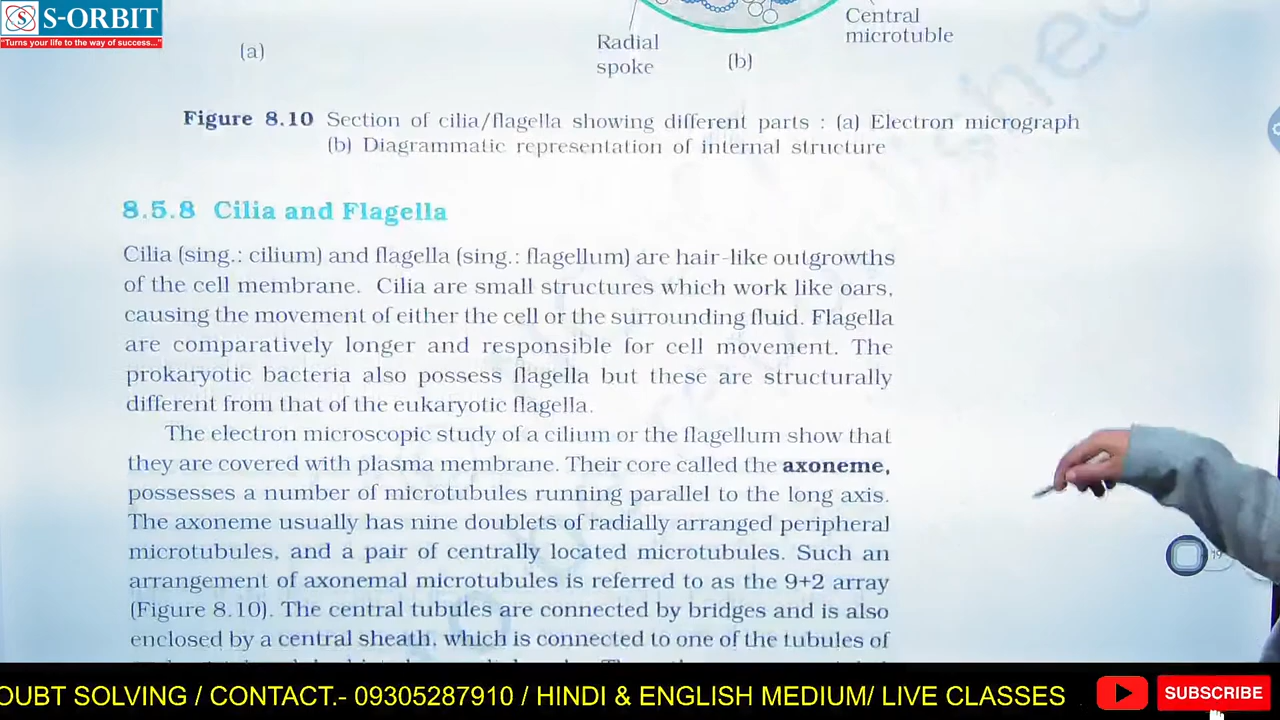 S-ORBIT
"Turns your life to the way of success..."
(a)
Radial
spoke
(b)
Central
microtuble
Figure 8.10 Section of cilia/flagella showing different parts : (a) Electron micrograph
(b) Diagrammatic representation of internal structure
8.5.8 Cilia and Flagella
Cilia (sing.: cilium) and flagella (sing.: flagellum) are hair-like outgrowths
of the cell membrane. Cilia are small structures which work like oars,
causing the movement of either the cell or the surrounding fluid. Flagella
are comparatively longer and responsible for cell movement. The
prokaryotic bacteria also possess flagella but these are structurally
different from that of the eukaryotic flagella.
The electron microscopic study of a cilium or the flagellum show that
they are covered with plasma membrane. Their core called the axoneme,
possesses a number of microtubules running parallel to the long axis.
The axoneme usually has nine doublets of radially arranged peripheral
microtubules, and a pair of centrally located microtubules. Such an
arrangement of axonemal microtubules is referred to as the 9+2 array
(Figure 8.10). The central tubules are connected by bridges and is also
enclosed by a central sheath, which is connected to one of the tubules of
OUBT SOLVING / CONTACT.- 09305287910 / HINDI & ENGLISH MEDIUM/ LIVE CLASSES
SUBSCRIBE